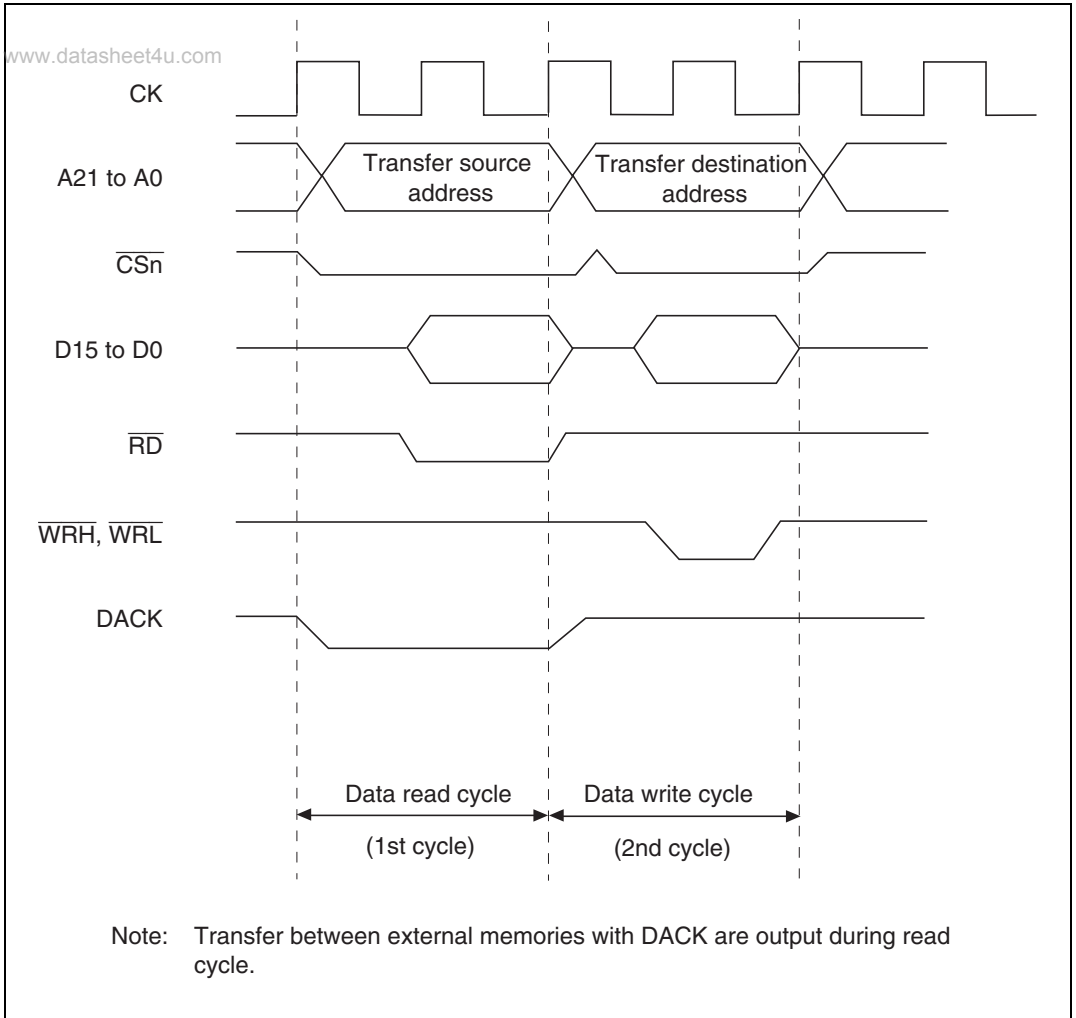 www.datasheet4u.com
CK
A21 to A0
Transfer source
address
Transfer destination
address
CSn
D15 to D0
RD
WRH, WRL
DACK
Data read cycle
(1st cycle)
Data write cycle
(2nd cycle)
Note: Transfer between external memories with DACK are output during read
cycle.